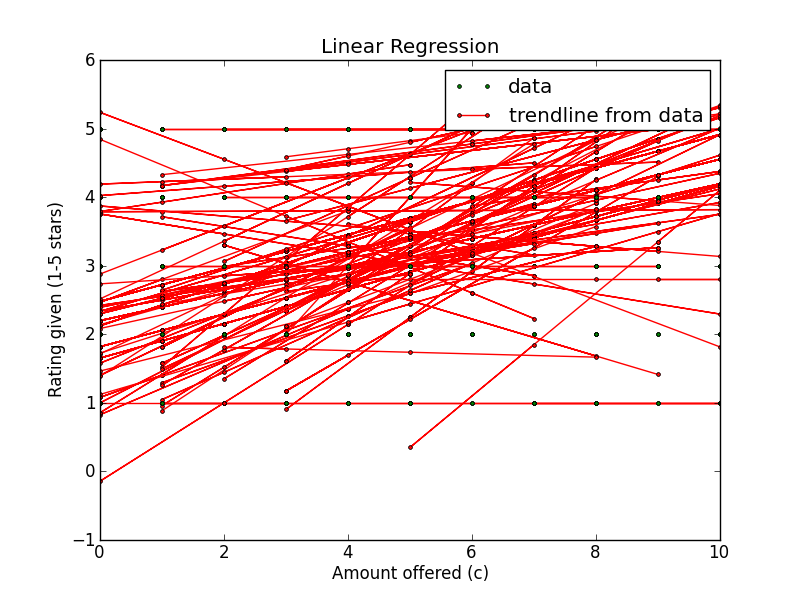 Linear Regression
data
trendline from data
6
5
4
3
2
1
0
−1
Rating given (1-5 stars)
0 2 4 6 8 10
Amount offered (c)